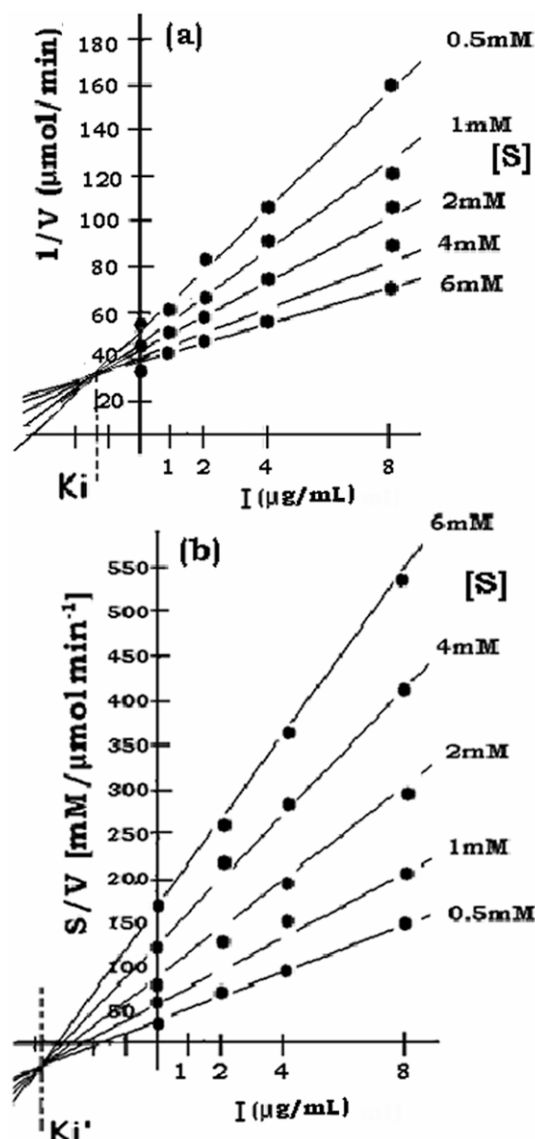 (a)
180
160
140
120
100
80
60
40
20
1/V (µmol/min)
0.5mM
1mM
[S]
2mM
4mM
6mM
1 2 4 8
Ki
I (µg/mL)
(b)
6mM
[S]
550
500
450
400
350
300
250
200
150
100
50
S/V [mM/µmolmin⁻¹]
4mM
2mM
1mM
0.5mM
1 2 4 8
Ki'
I (µg/mL)